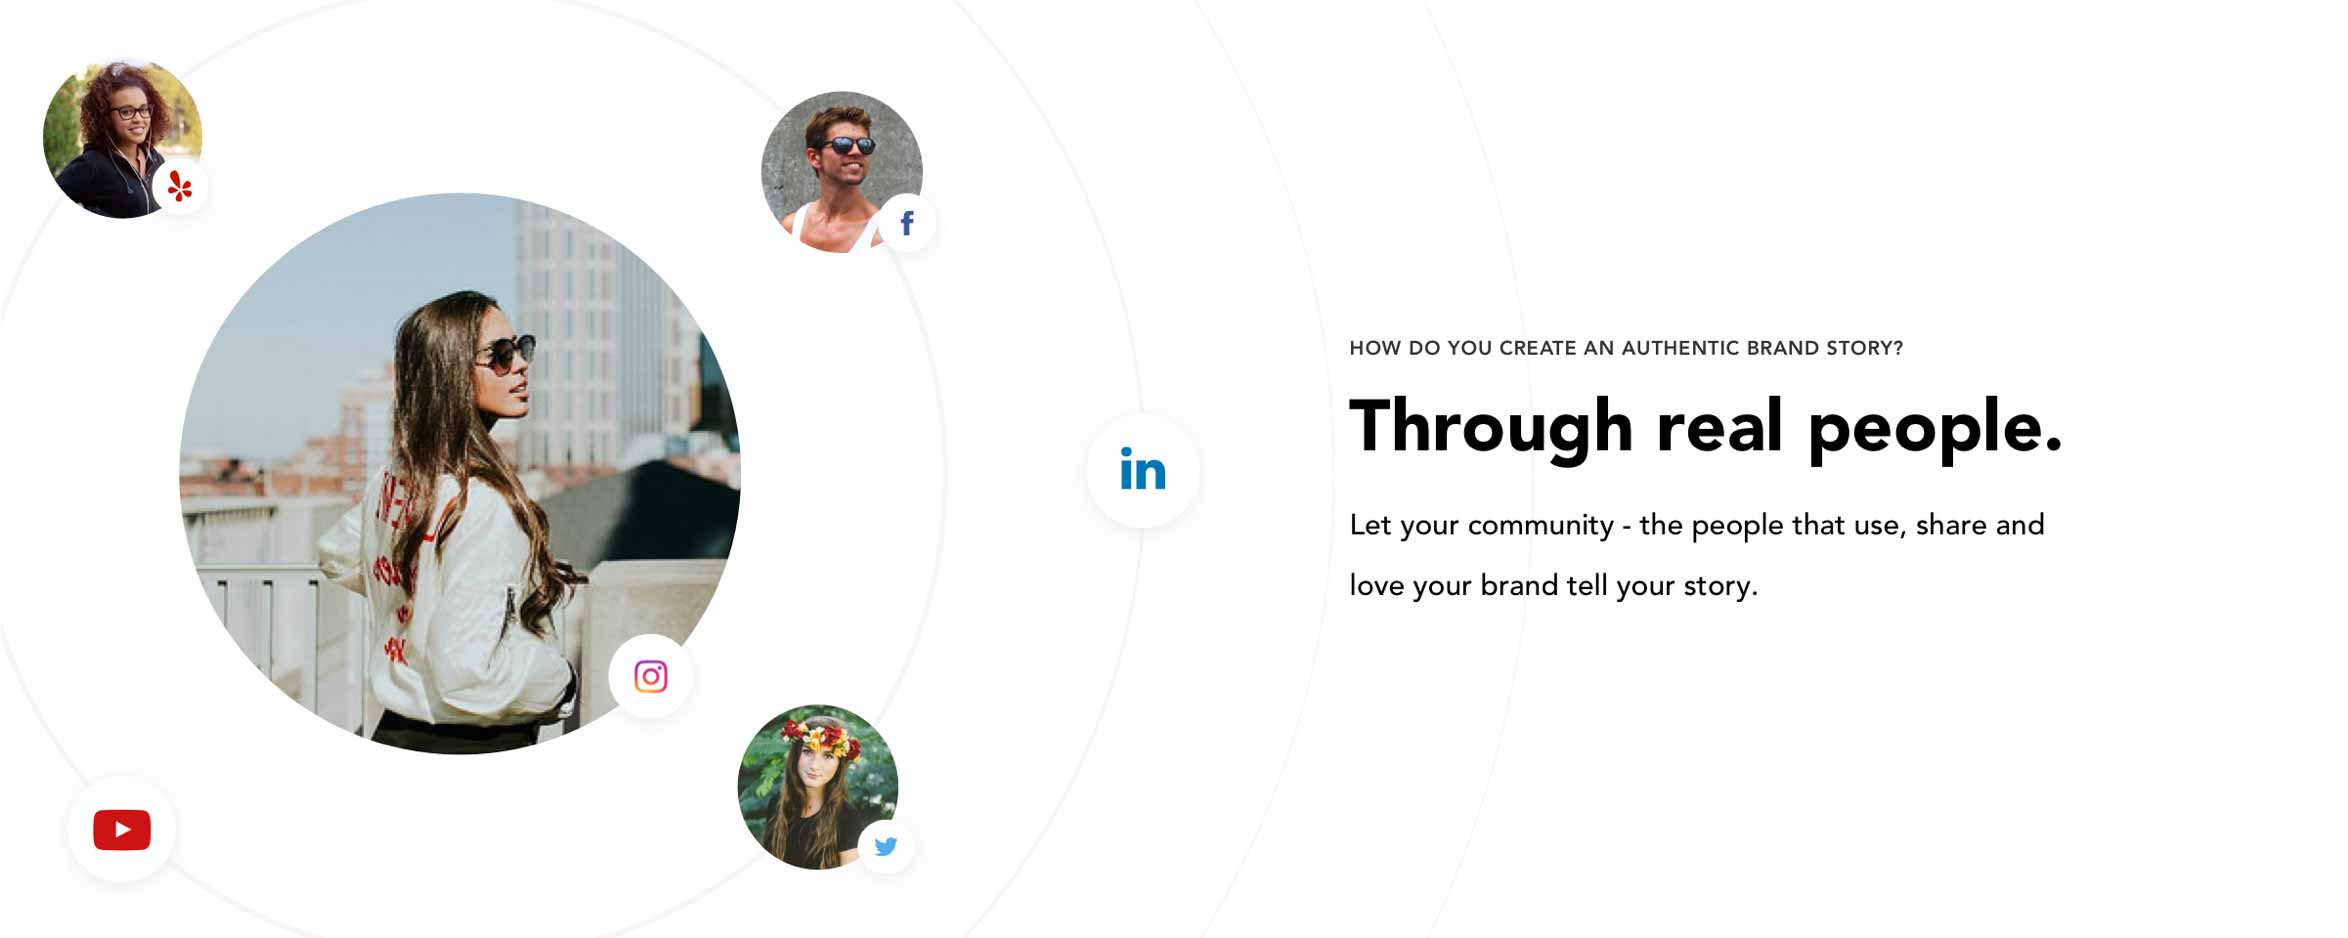 HOW DO YOU CREATE AN AUTHENTIC BRAND STORY?
Through real people.
Let your community - the people that use, share and
love your brand tell your story.
f
in